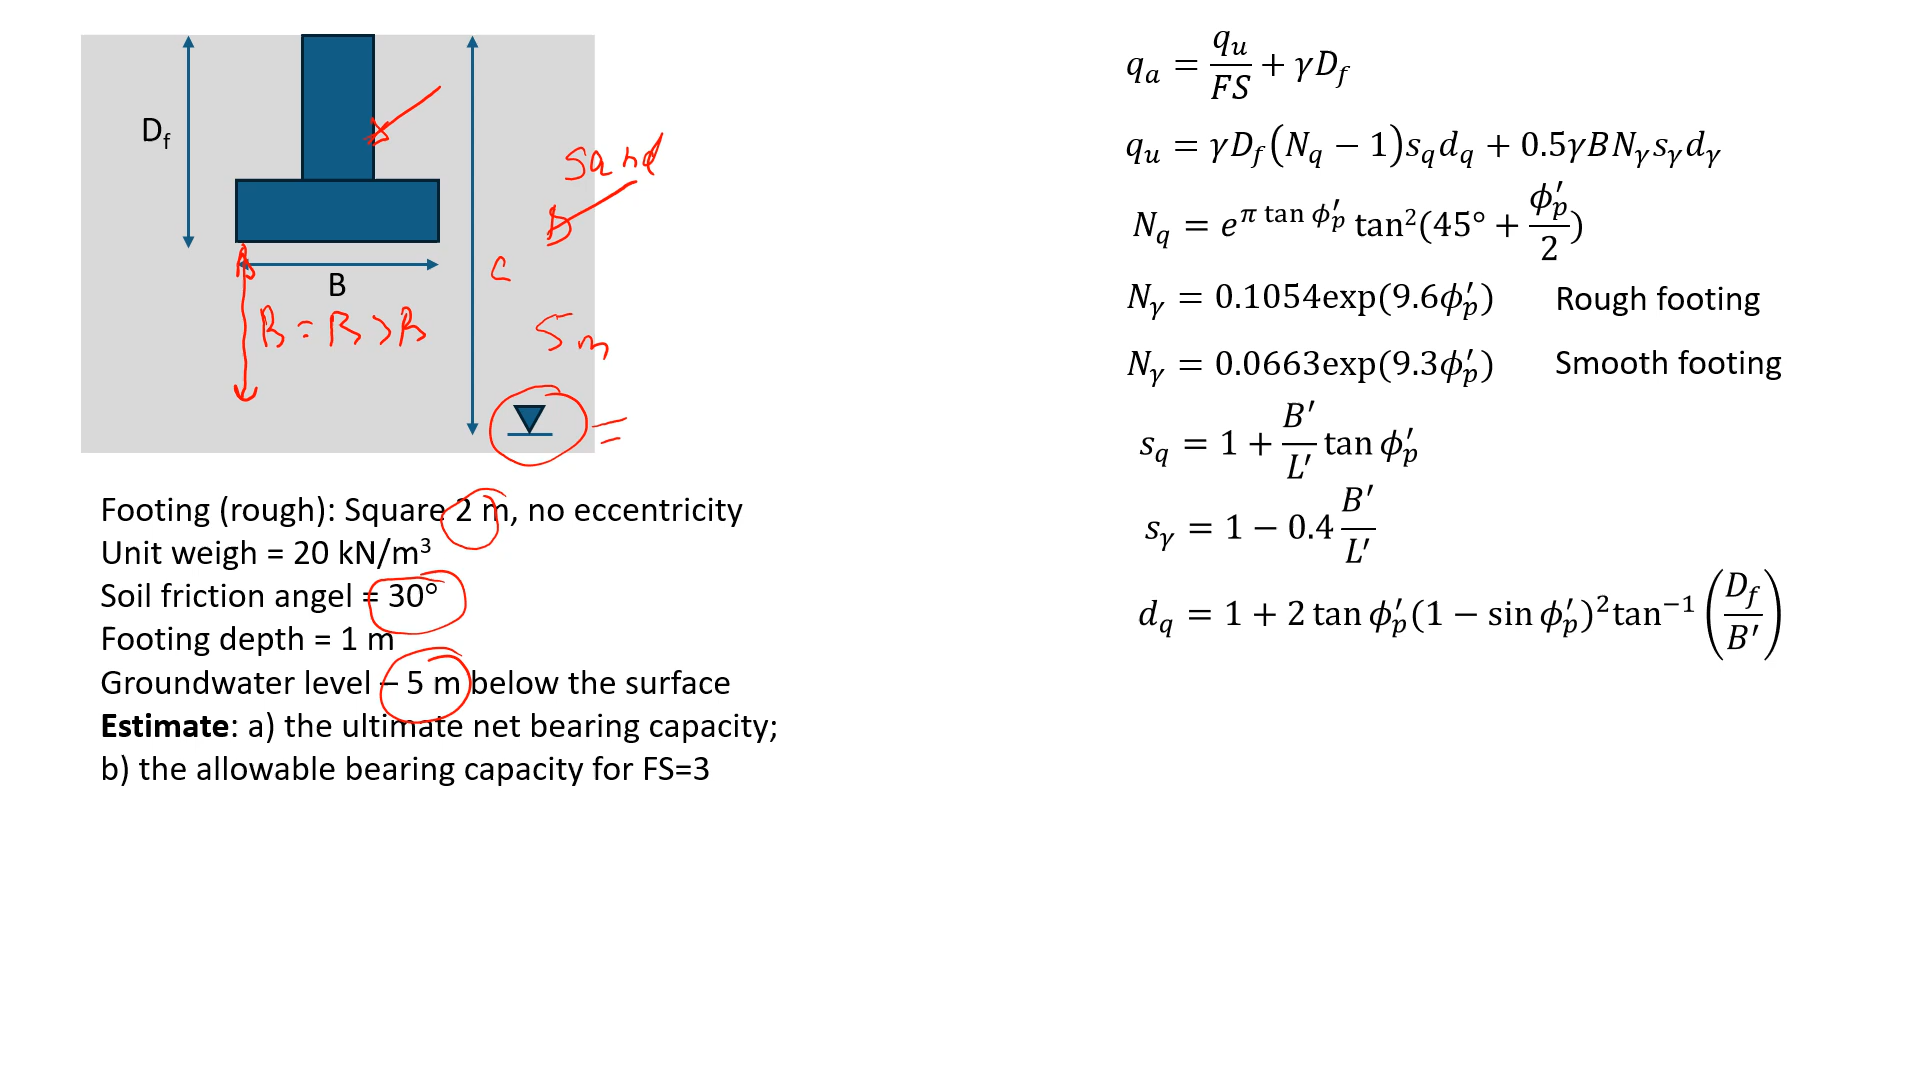 D_f
sand
B
5 m
Footing (rough): Square 2 m, no eccentricity
Unit weigh = 20 kN/m³
Soil friction angel = 30°
Footing depth = 1 m
Groundwater level – 5 m below the surface
Estimate: a) the ultimate net bearing capacity;
b) the allowable bearing capacity for FS=3
q_a = q_u/FS + γD_f
q_u = γD_f(N_q − 1)s_q d_q + 0.5γBN_γ s_γ d_γ
N_q = e^{π tan ϕ′_p} tan²(45° + ϕ′_p/2)
N_γ = 0.1054exp(9.6ϕ′_p) Rough footing
N_γ = 0.0663exp(9.3ϕ′_p) Smooth footing
s_q = 1 + B′/L′ tan ϕ′_p
s_γ = 1 − 0.4 B′/L′
d_q = 1 + 2 tan ϕ′_p(1 − sin ϕ′_p)² tan⁻¹(D_f/B′)